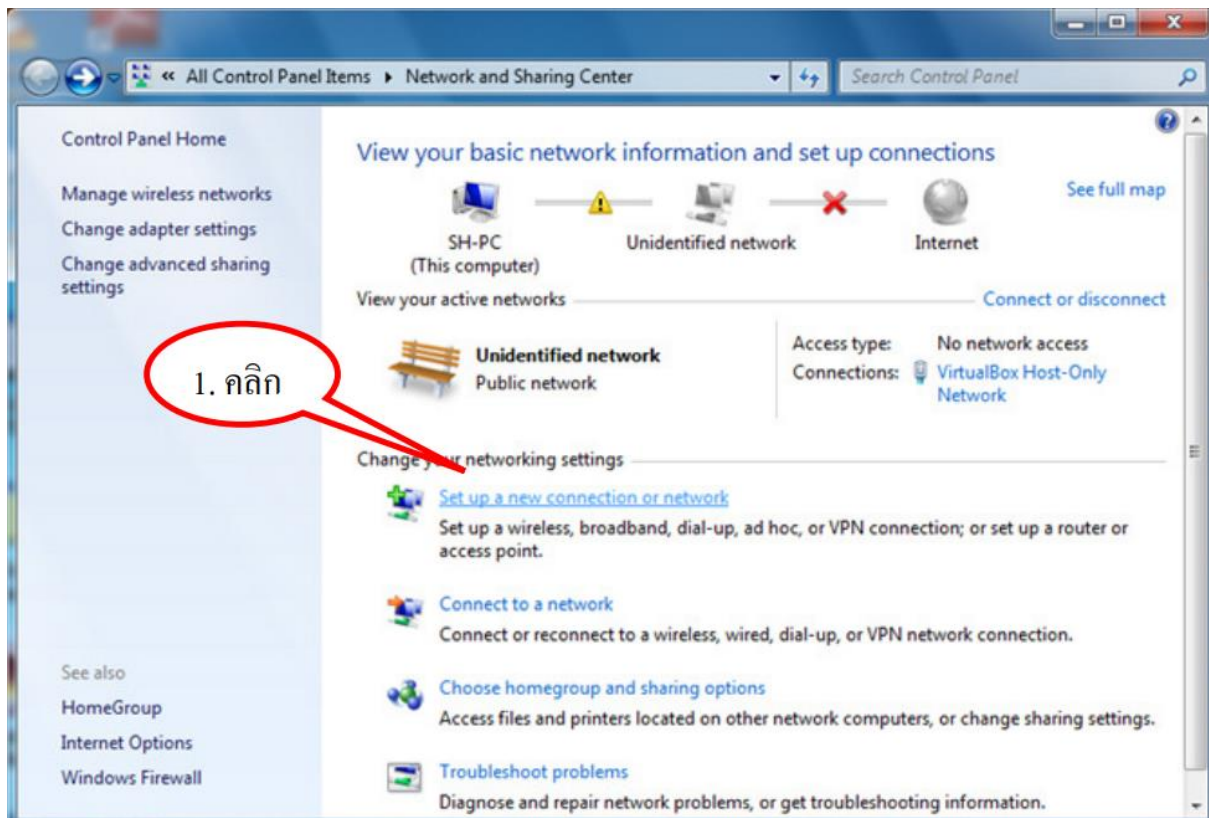 « All Control Panel Items ▸ Network and Sharing Center
Search Control Panel
Control Panel Home
Manage wireless networks
Change adapter settings
Change advanced sharing
settings
See also
HomeGroup
Internet Options
Windows Firewall
View your basic network information and set up connections
See full map
SH-PC
(This computer)
Unidentified network
Internet
View your active networks
Connect or disconnect
Unidentified network
Public network
Access type: No network access
Connections: VirtualBox Host-Only
Network
1. คลิก
Change your networking settings
Set up a new connection or network
Set up a wireless, broadband, dial-up, ad hoc, or VPN connection; or set up a router or
access point.
Connect to a network
Connect or reconnect to a wireless, wired, dial-up, or VPN network connection.
Choose homegroup and sharing options
Access files and printers located on other network computers, or change sharing settings.
Troubleshoot problems
Diagnose and repair network problems, or get troubleshooting information.